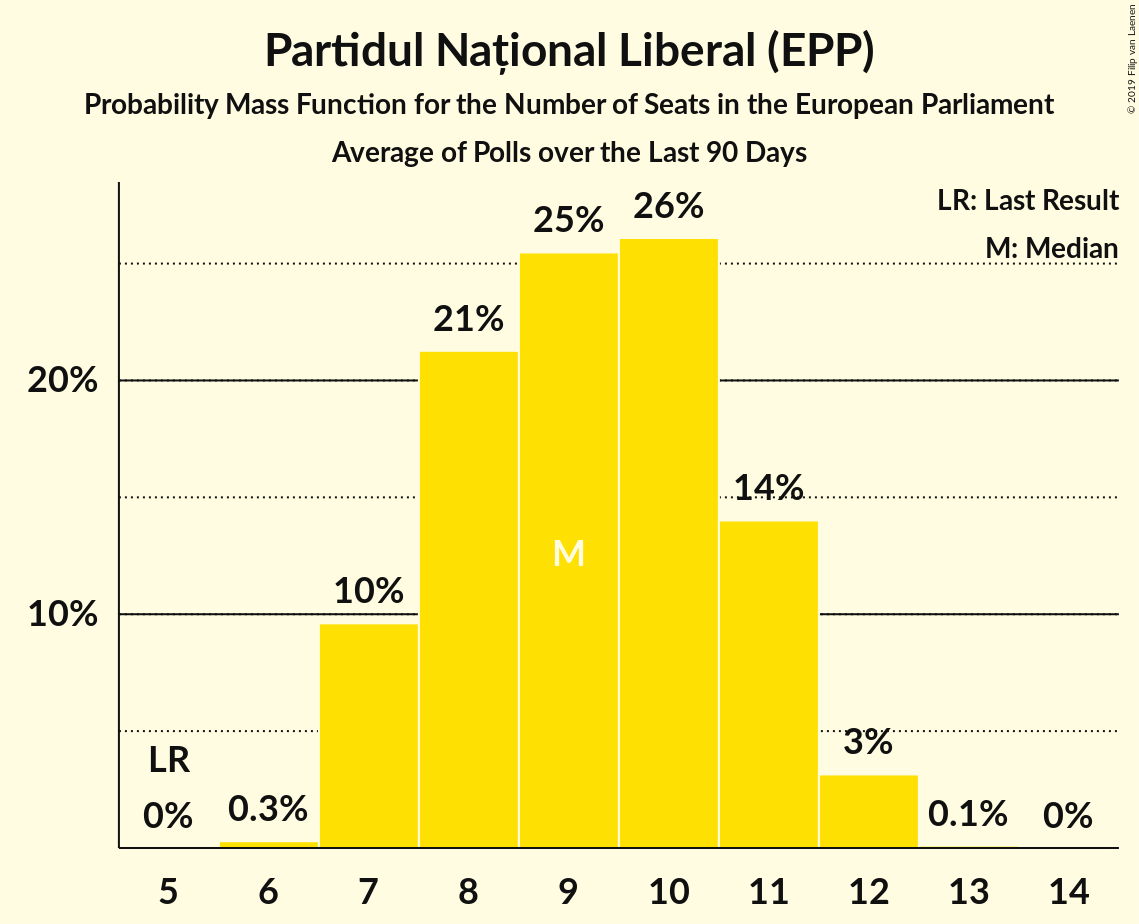 Partidul Național Liberal (EPP)
Probability Mass Function for the Number of Seats in the European Parliament
Average of Polls over the Last 90 Days
© 2019 Filip van Laenen
LR: Last Result
M: Median
20%
10%
LR
0%
0.3%
10%
21%
25%
26%
14%
3%
0.1%
0%
M
5 6 7 8 9 10 11 12 13 14